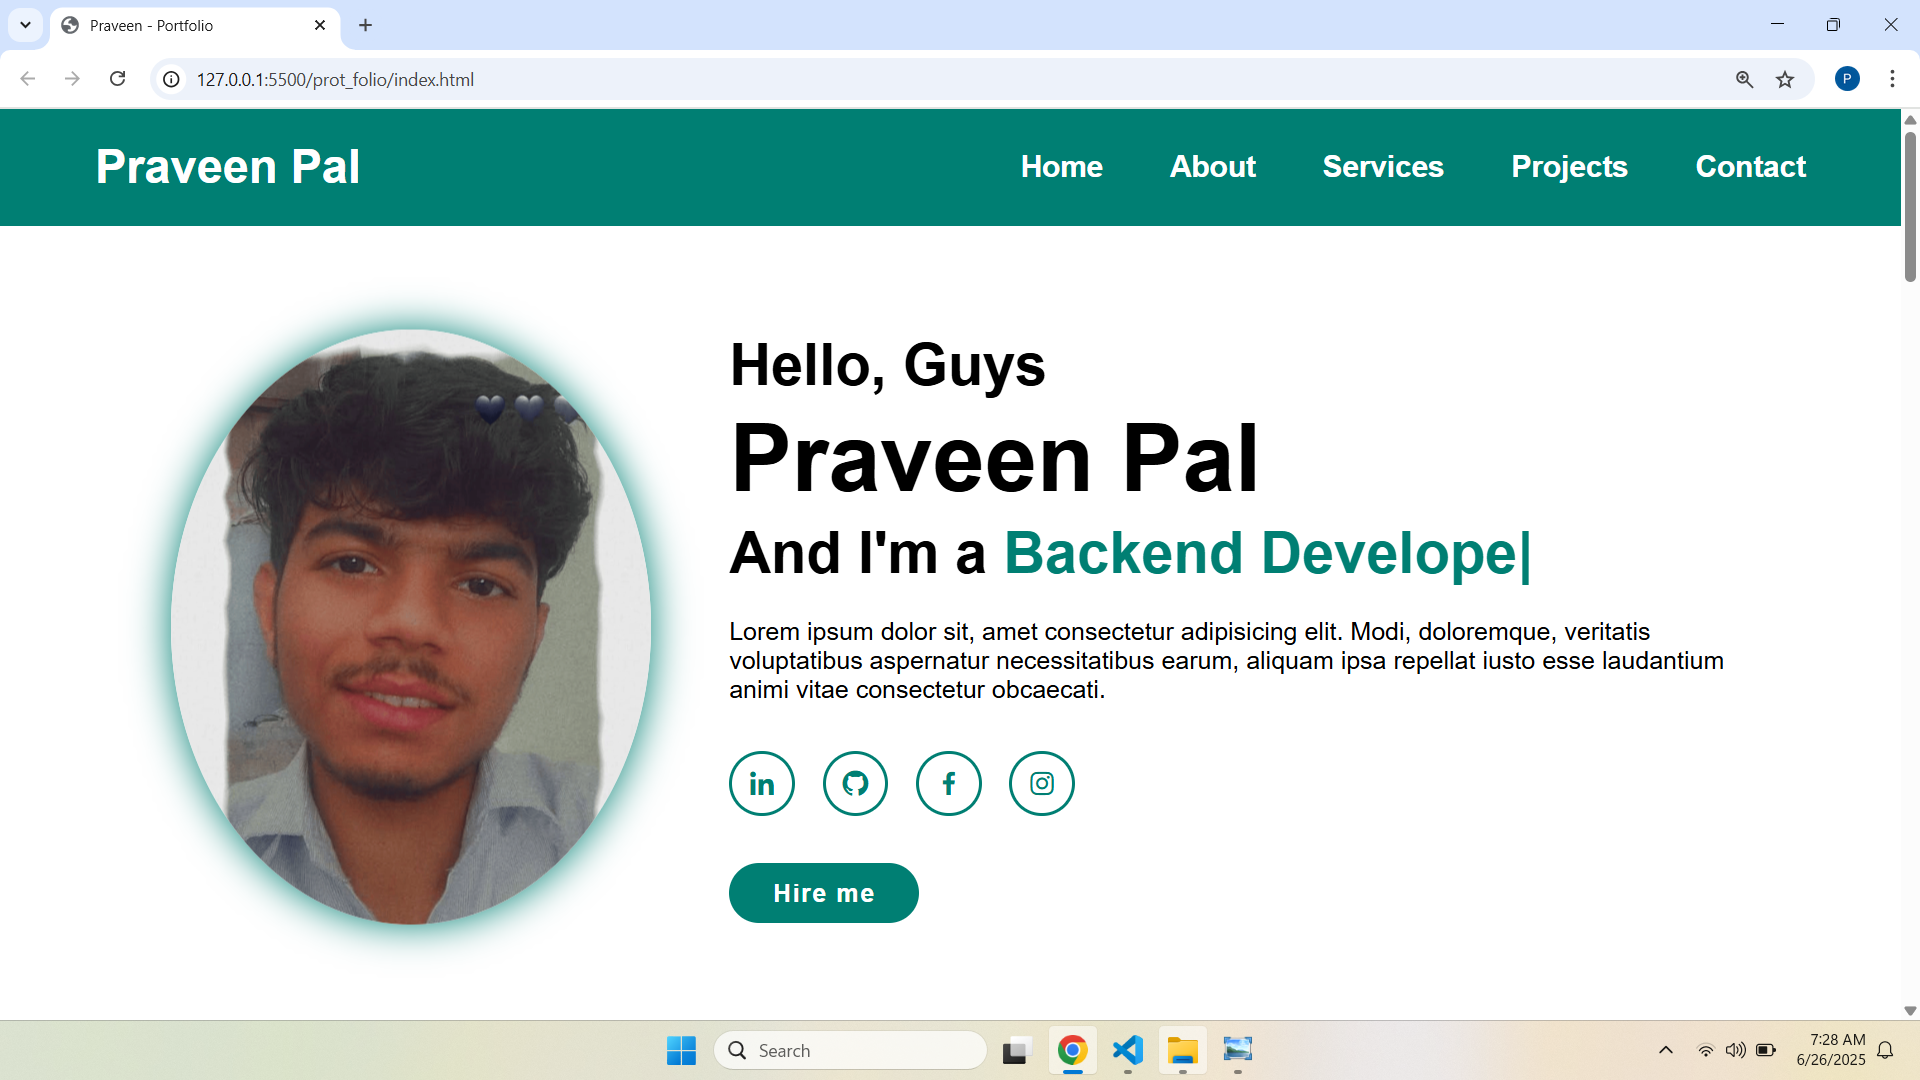 Praveen - Portfolio
127.0.0.1:5500/prot_folio/index.html
P
Praveen Pal
Home
About
Services
Projects
Contact
Hello, Guys
Praveen Pal
And I'm a Backend Develope|
Lorem ipsum dolor sit, amet consectetur adipisicing elit. Modi, doloremque, veritatis
voluptatibus aspernatur necessitatibus earum, aliquam ipsa repellat iusto esse laudantium
animi vitae consectetur obcaecati.
in
f
Hire me
Search
7:28 AM
6/26/2025